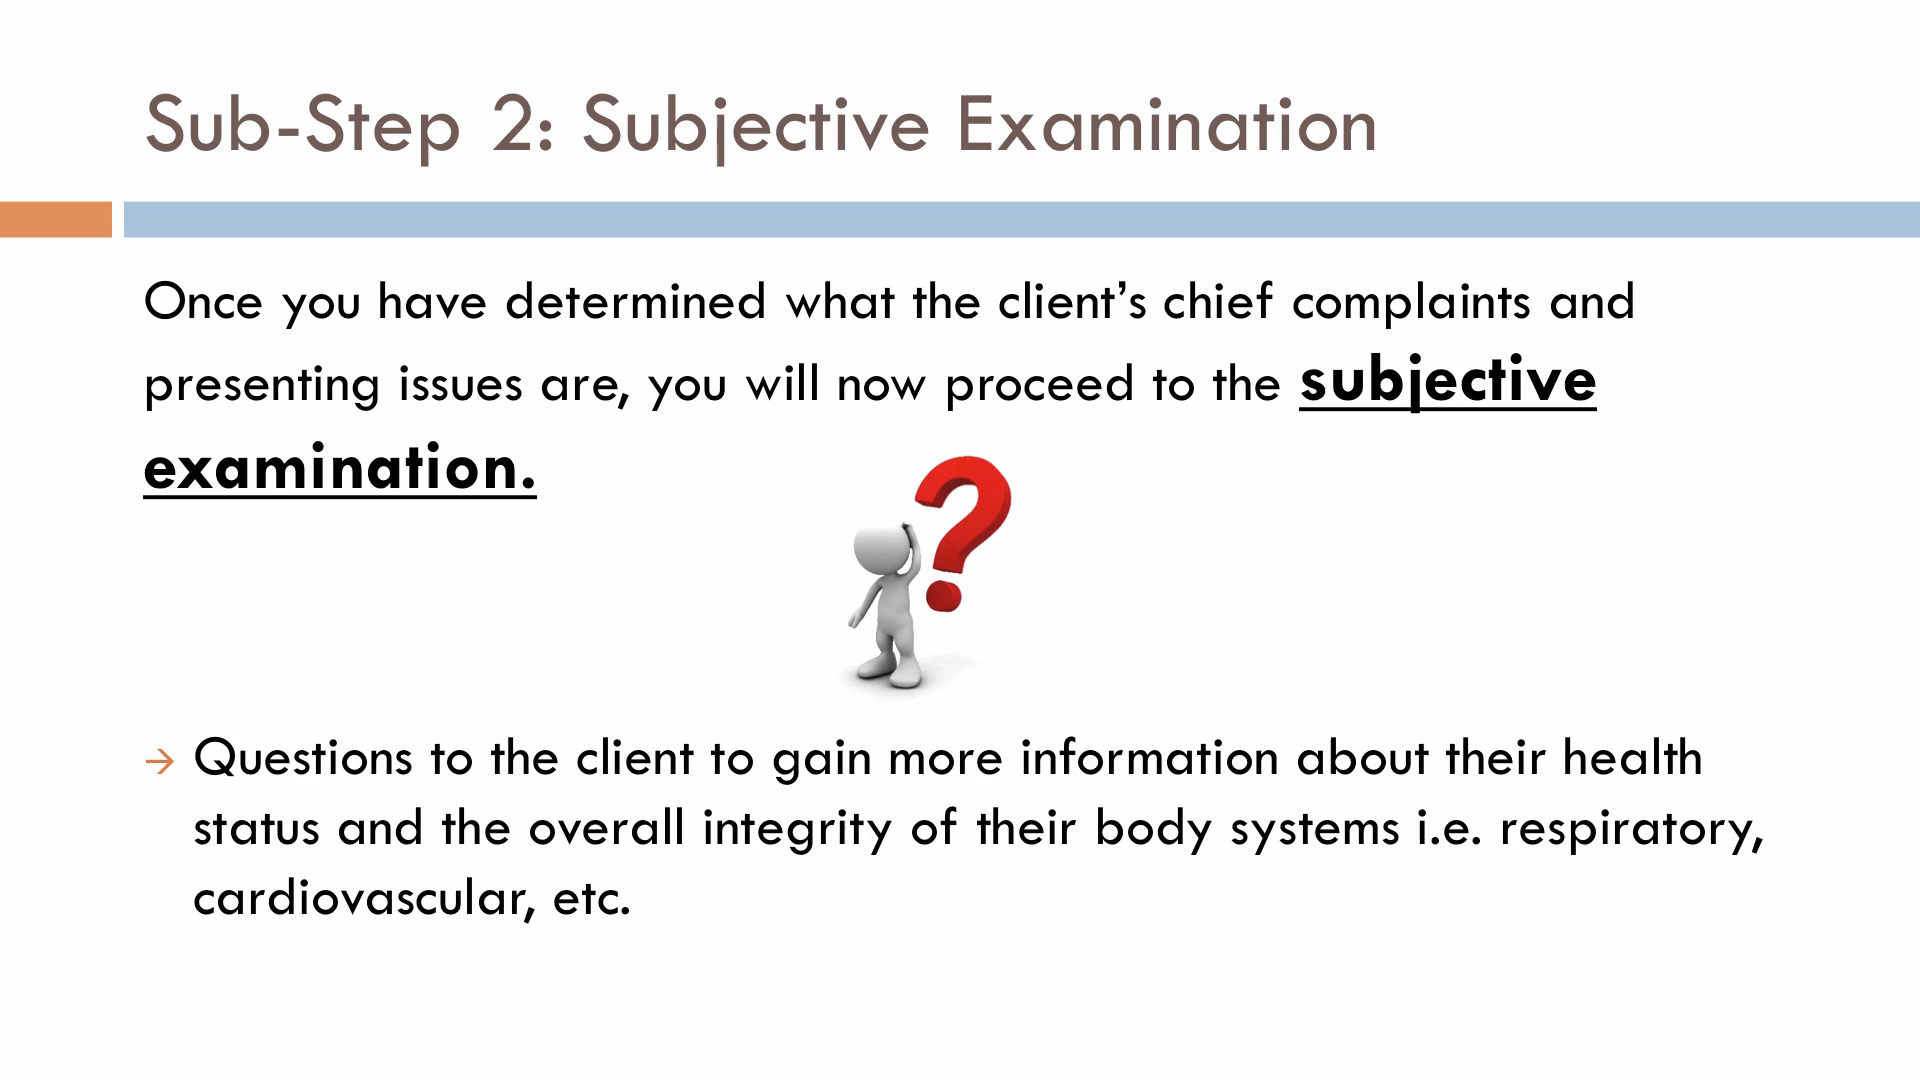 Sub-Step 2: Subjective Examination
Once you have determined what the client’s chief complaints and
presenting issues are, you will now proceed to the subjective
examination.
→ Questions to the client to gain more information about their health
status and the overall integrity of their body systems i.e. respiratory,
cardiovascular, etc.